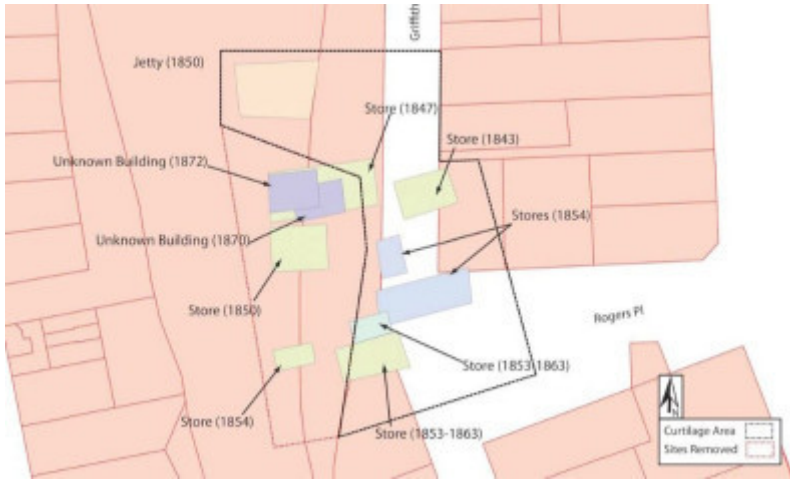 Griffith
Jetty (1850)
Store (1847)
Store (1843)
Unknown Building (1872)
Stores (1854)
Unknown Building (1870)
Store (1850)
Rogers Pl
Store (1853-1863)
Store (1854)
Store (1853-1863)
N
Curtilage Area
Sites Removed